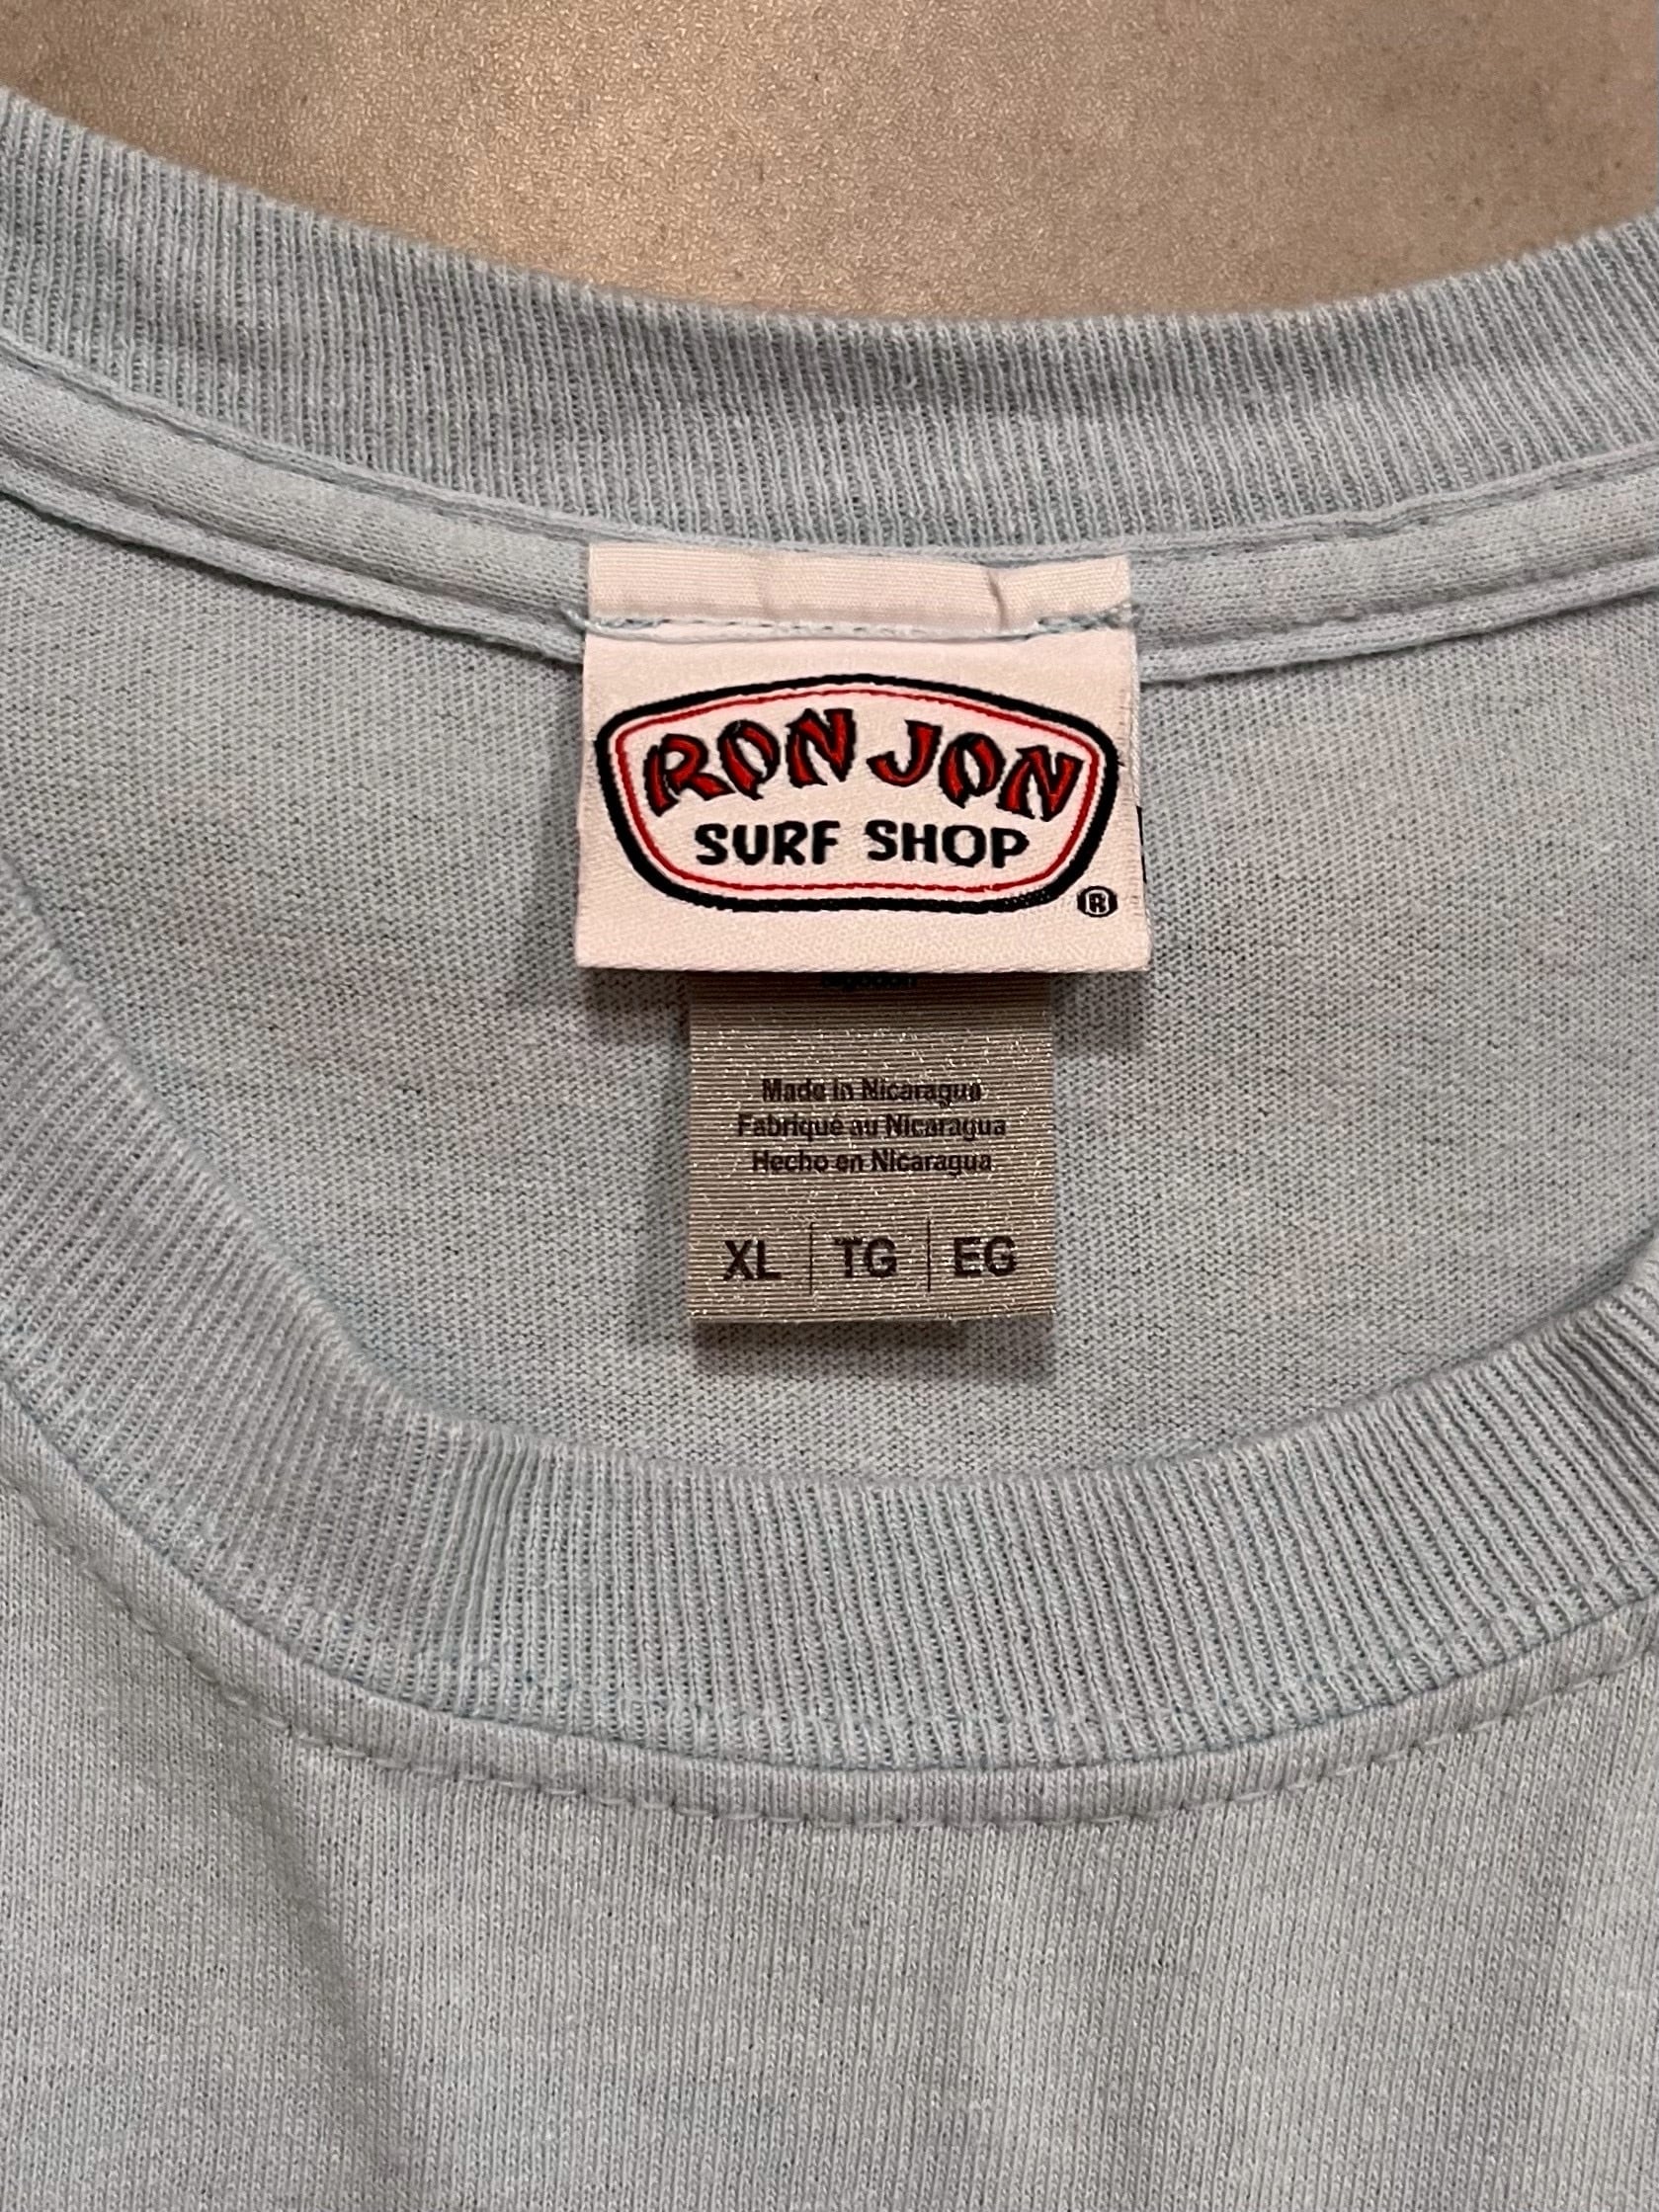 RON JON
SURF SHOP
®
Made in Nicaragua
Fabriqué au Nicaragua
Hecho en Nicaragua
XL | TG | EG